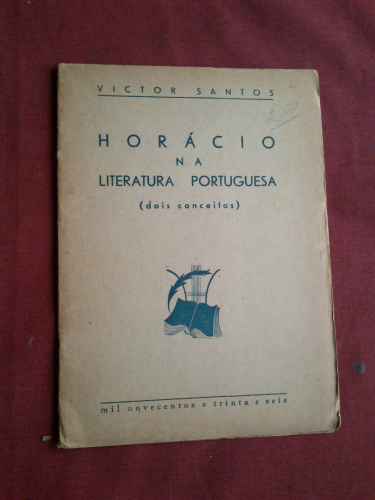 VICTOR SANTOS
HORÁCIO
NA
LITERATURA PORTUGUESA
(dois conceitos)
mil novecentos e trinta e seis